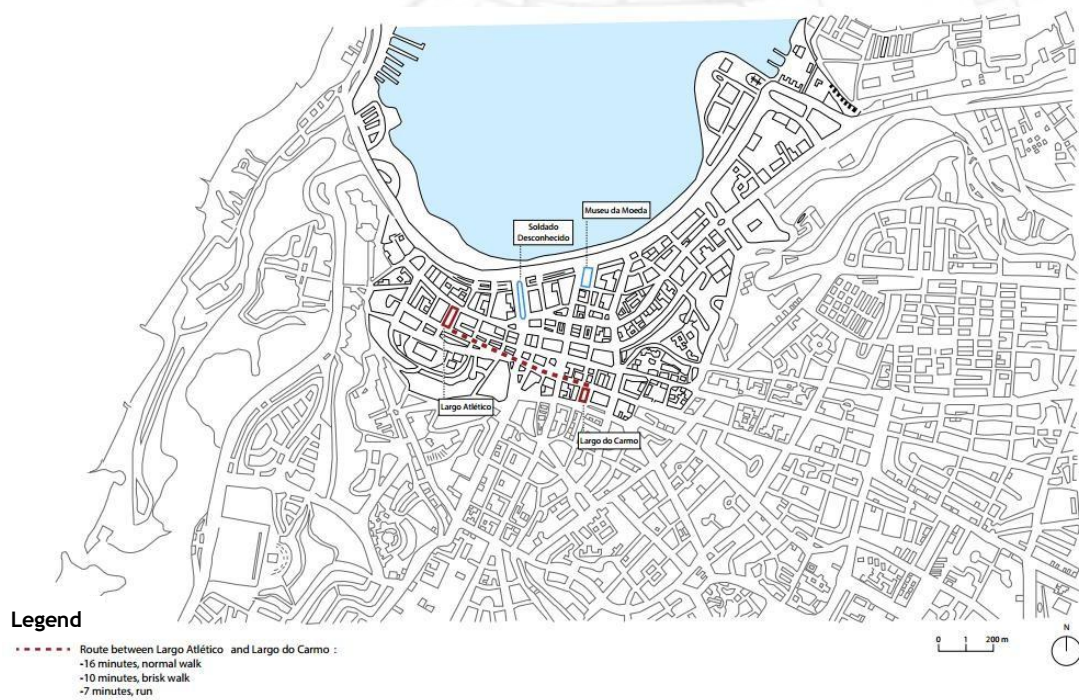 Museu da Moeda
Soldado
Desconhecido
Largo Atlético
Largo do Carmo
Legend
Route between Largo Atlético and Largo do Carmo :
-16 minutes, normal walk
-10 minutes, brisk walk
-7 minutes, run
0 1 200 m
N